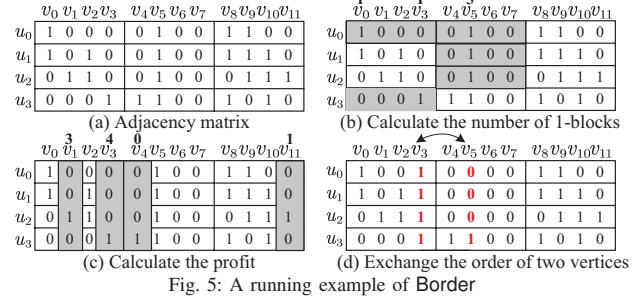 v0 v1 v2 v3 v4 v5 v6 v7 v8 v9 v10 v11
u0 1 0 0 0 0 1 0 0 1 1 0 0
u1 1 0 1 0 0 1 0 0 1 1 1 0
u2 0 1 1 0 0 1 0 0 0 1 1 1
u3 0 0 0 1 1 1 0 0 1 0 1 0
(a) Adjacency matrix
v0 v1 v2 v3 v4 v5 v6 v7 v8 v9 v10 v11
u0 1 0 0 0 0 1 0 0 1 1 0 0
u1 1 0 1 0 0 1 0 0 1 1 1 0
u2 0 1 1 0 0 1 0 0 0 1 1 1
u3 0 0 0 1 1 1 0 0 1 0 1 0
(b) Calculate the number of 1-blocks
3 4 0 1
v0 v1 v2 v3 v4 v5 v6 v7 v8 v9 v10 v11
u0 1 0 0 0 0 1 0 0 1 1 0 0
u1 1 0 1 0 0 1 0 0 1 1 1 0
u2 0 1 1 0 0 1 0 0 0 1 1 1
u3 0 0 0 1 1 1 0 0 1 0 1 0
(c) Calculate the profit
v0 v1 v2 v3 v4 v5 v6 v7 v8 v9 v10 v11
u0 1 0 0 1 0 0 0 0 1 1 0 0
u1 1 0 1 1 0 0 0 0 1 1 1 0
u2 0 1 1 1 0 0 0 0 0 1 1 1
u3 0 0 0 1 1 1 0 0 1 0 1 0
(d) Exchange the order of two vertices
Fig. 5: A running example of Border